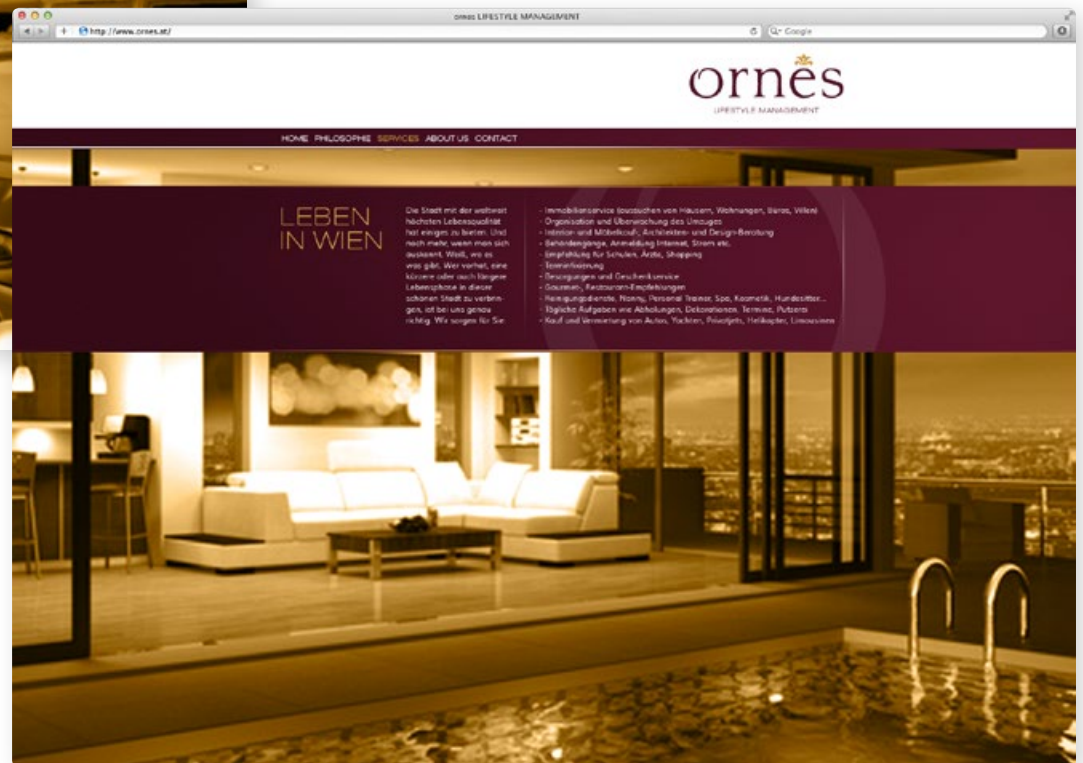 ornes LIFESTYLE MANAGEMENT
http://www.ornes.at/
Google
ornês
LIFESTYLE MANAGEMENT
HOME PHILOSOPHIE SERVICES ABOUT US CONTACT
LEBEN
IN WIEN
Die Stadt mit der weltweit
höchsten Lebensqualität
hat einiges zu bieten. Und
noch mehr, wenn man sich
auskennt. Weiß, wo es
was gibt. Wer vorhat, eine
kürzere oder auch längere
Lebensphase in dieser
schönen Stadt zu verbrin-
gen, ist bei uns genau
richtig. Wir sorgen für Sie
- Immobilienservice (aussuchen von Häusern, Wohnungen, Büros, Villen)
- Organisation und Überwachung des Umzuges
- Interior- und Möbelkauf-, Architekten- und Design-Beratung
- Behördengänge, Anmeldung Internet, Strom etc.
- Empfehlung für Schulen, Ärzte, Shopping
- Terminfixierung
- Besorgungen und Geschenkservice
- Gourmet-, Restaurant-Empfehlungen
- Reinigungsdienste, Nanny, Personal Trainer, Spa, Kosmetik, Hundesitter...
- Tägliche Aufgaben wie Abholungen, Dekorationen, Termine, Putzerei
- Kauf und Vermietung von Autos, Yachten, Privatjets, Helikopter, Limousinen